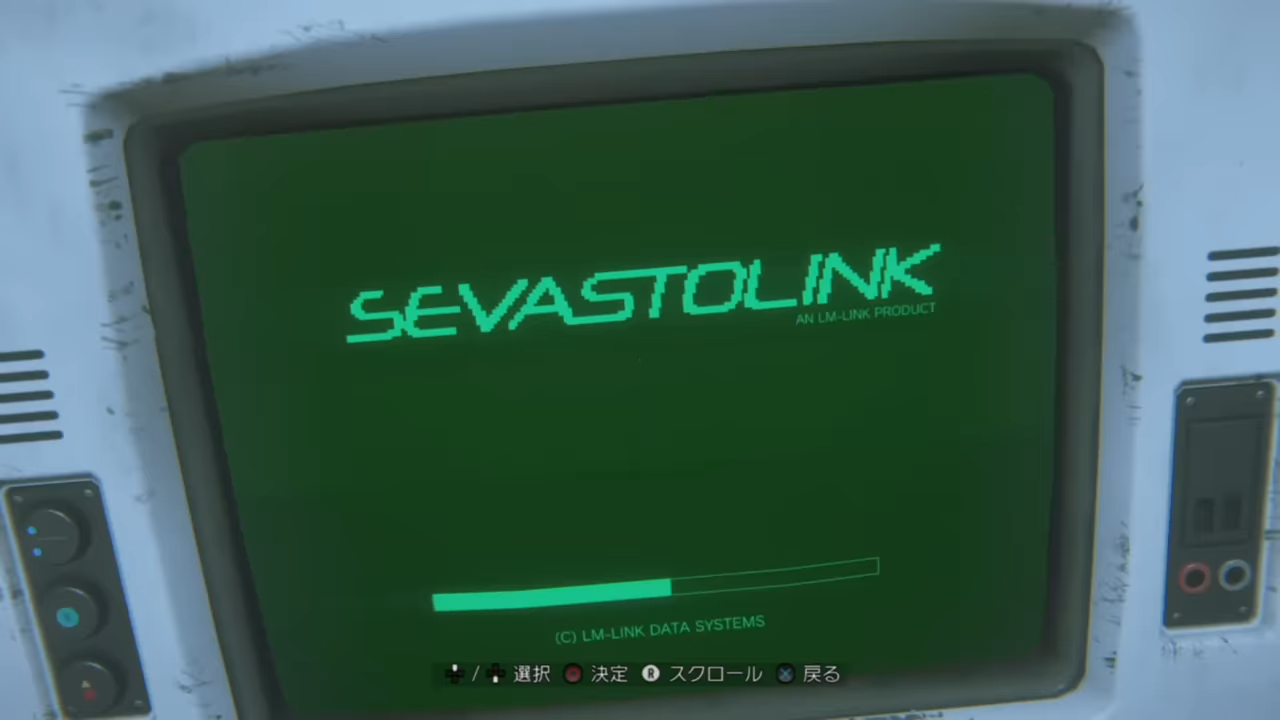 SEVASTOLINK
AN LM-LINK PRODUCT
(C) LM-LINK DATA SYSTEMS
/ 選択 R 決定 スクロール 戻る